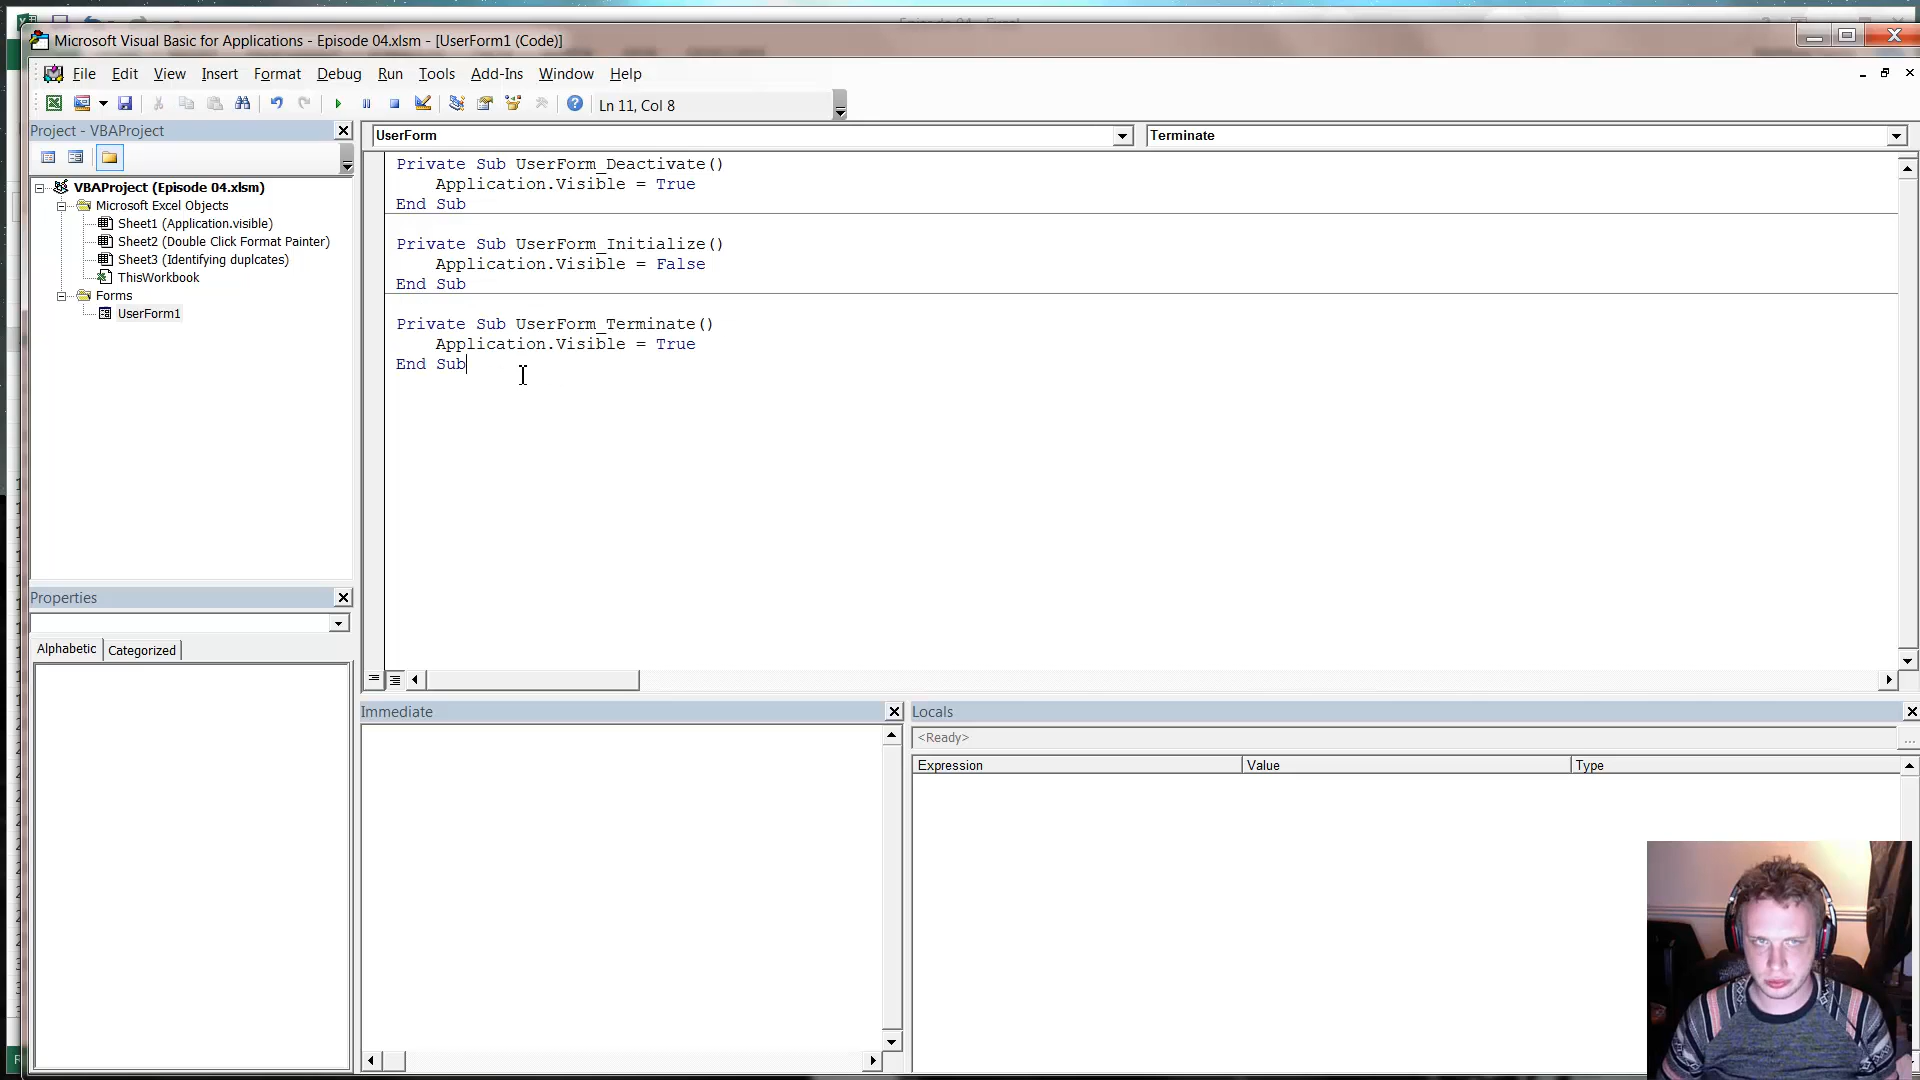 Microsoft Visual Basic for Applications - Episode 04.xlsm - [UserForm1 (Code)]
File Edit View Insert Format Debug Run Tools Add-Ins Window Help
Ln 11, Col 8
Project - VBAProject
UserForm
Terminate
VBAProject (Episode 04.xlsm)
Microsoft Excel Objects
Sheet1 (Application.visible)
Sheet2 (Double Click Format Painter)
Sheet3 (Identifying duplcates)
ThisWorkbook
Forms
UserForm1
Private Sub UserForm_Deactivate()
Application.Visible = True
End Sub
Private Sub UserForm_Initialize()
Application.Visible = False
End Sub
Private Sub UserForm_Terminate()
Application.Visible = True
End Sub
Properties
Alphabetic
Categorized
Immediate
Locals
<Ready>
Expression
Value
Type